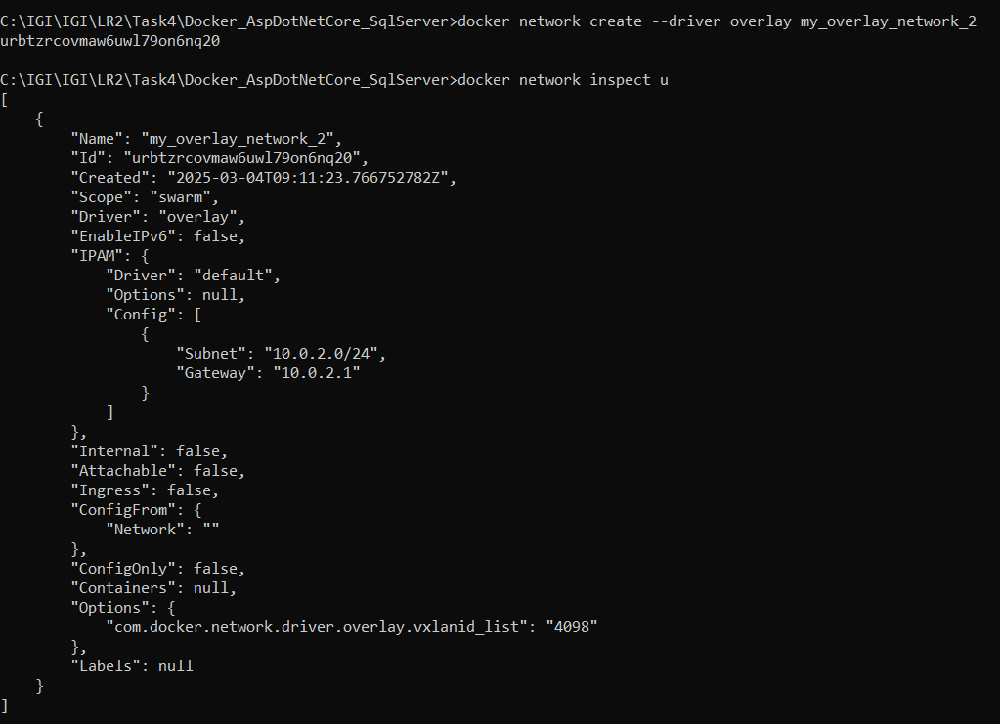 C:\IGI\IGI\LR2\Task4\Docker_AspDotNetCore_SqlServer>docker network create --driver overlay my_overlay_network_2
urbtzrcovmaw6uwl79on6nq20
C:\IGI\IGI\LR2\Task4\Docker_AspDotNetCore_SqlServer>docker network inspect u
[
    {
        "Name": "my_overlay_network_2",
        "Id": "urbtzrcovmaw6uwl79on6nq20",
        "Created": "2025-03-04T09:11:23.766752782Z",
        "Scope": "swarm",
        "Driver": "overlay",
        "EnableIPv6": false,
        "IPAM": {
            "Driver": "default",
            "Options": null,
            "Config": [
                {
                    "Subnet": "10.0.2.0/24",
                    "Gateway": "10.0.2.1"
                }
            ]
        },
        "Internal": false,
        "Attachable": false,
        "Ingress": false,
        "ConfigFrom": {
            "Network": ""
        },
        "ConfigOnly": false,
        "Containers": null,
        "Options": {
            "com.docker.network.driver.overlay.vxlanid_list": "4098"
        },
        "Labels": null
    }
]